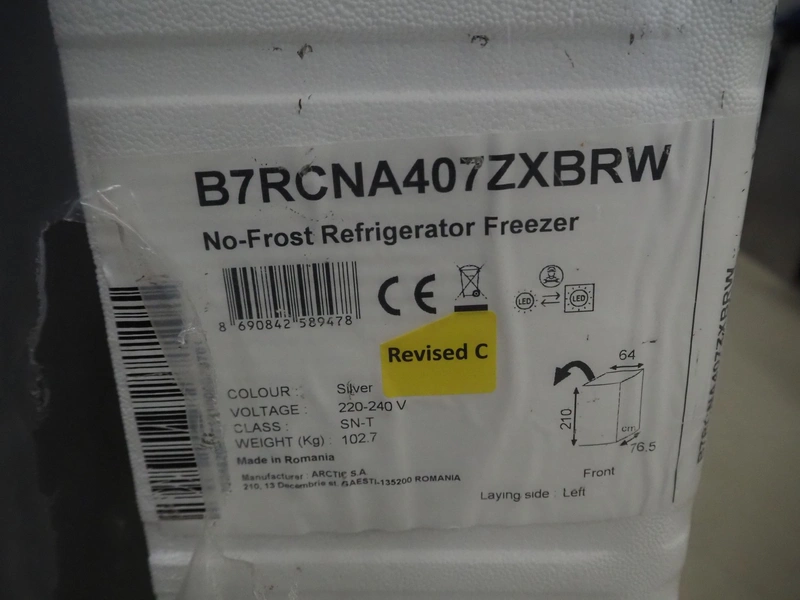 B7RCNA407ZXBRW
No-Frost Refrigerator Freezer
8 690842 589478
CE
LED
LED
Revised C
COLOUR : Silver
VOLTAGE : 220-240 V
CLASS : SN-T
WEIGHT (Kg) : 102.7
Made in Romania
Manufacturer : ARCTIC S.A.
210, 13 Decembrie st. GAESTI-135200 ROMANIA
64
210
cm
76.5
Front
Laying side : Left